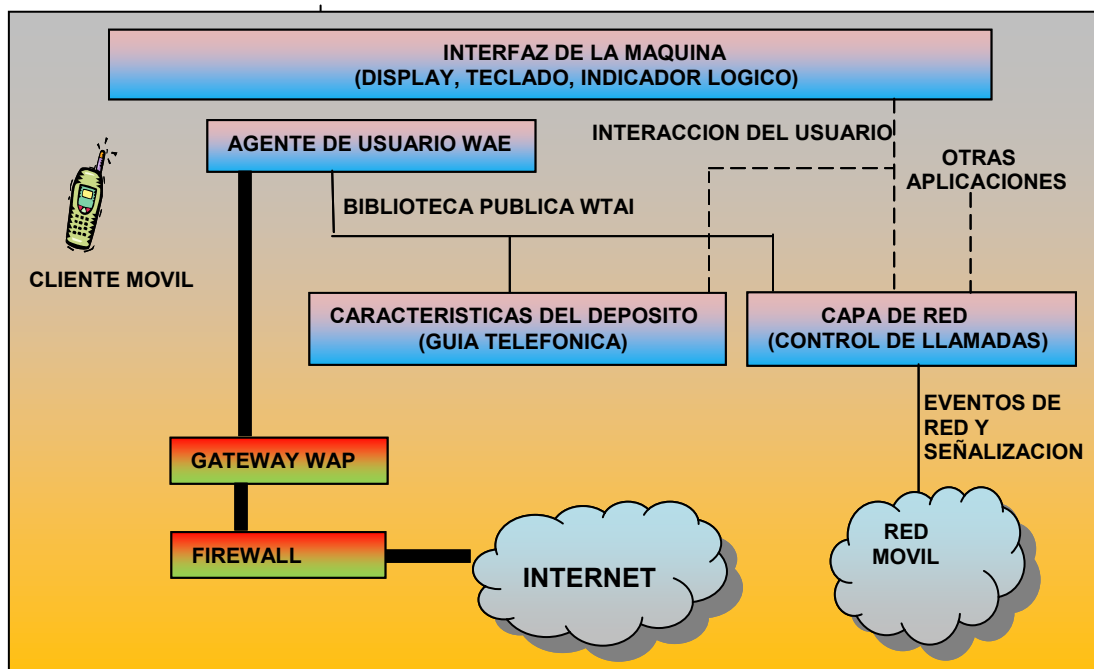 INTERFAZ DE LA MAQUINA
(DISPLAY, TECLADO, INDICADOR LOGICO)
INTERACCION DEL USUARIO
AGENTE DE USUARIO WAE
OTRAS
APLICACIONES
BIBLIOTECA PUBLICA WTAI
CLIENTE MOVIL
CARACTERISTICAS DEL DEPOSITO
(GUIA TELEFONICA)
CAPA DE RED
(CONTROL DE LLAMADAS)
EVENTOS DE
RED Y
SEÑALIZACION
GATEWAY WAP
FIREWALL
INTERNET
RED
MOVIL